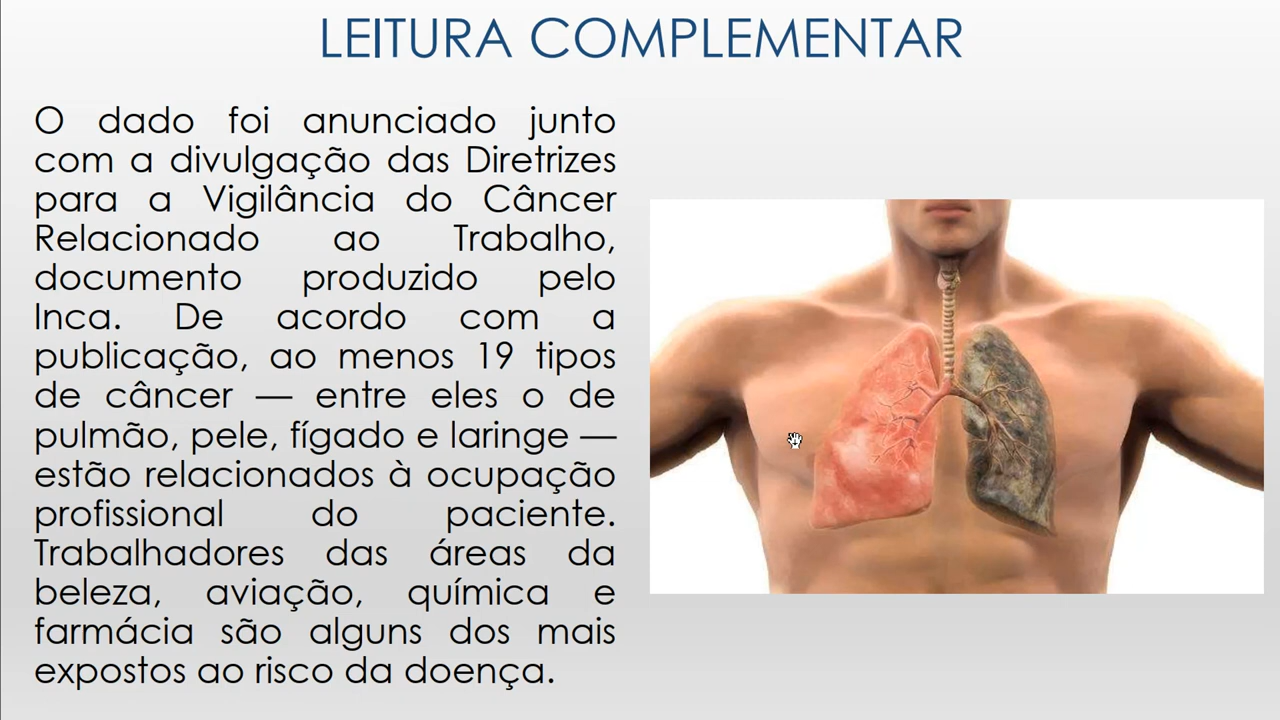 LEITURA COMPLEMENTAR
O dado foi anunciado junto
com a divulgação das Diretrizes
para a Vigilância do Câncer
Relacionado ao Trabalho,
documento produzido pelo
Inca. De acordo com a
publicação, ao menos 19 tipos
de câncer — entre eles o de
pulmão, pele, fígado e laringe —
estão relacionados à ocupação
profissional do paciente.
Trabalhadores das áreas da
beleza, aviação, química e
farmácia são alguns dos mais
expostos ao risco da doença.